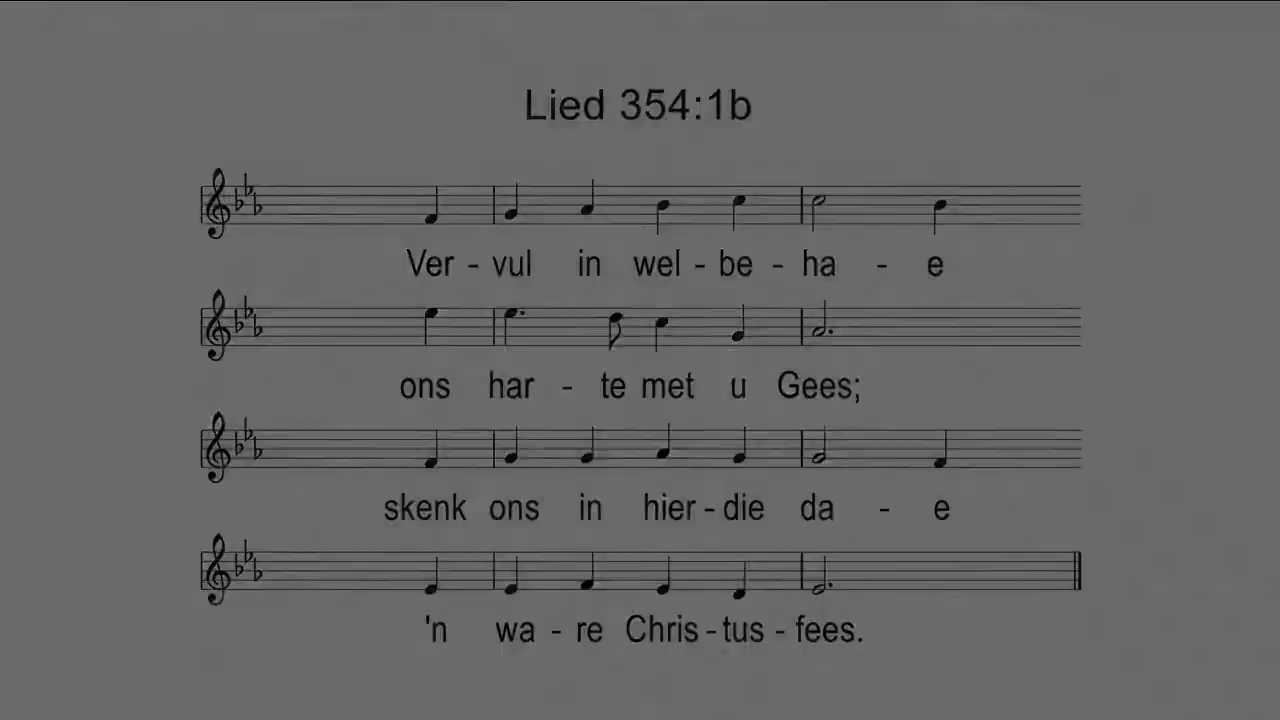 Lied 354:1b
Ver - vul in wel - be - ha - e
ons har - te met u Gees;
skenk ons in hier - die da - e
'n wa - re Chris - tus - fees.